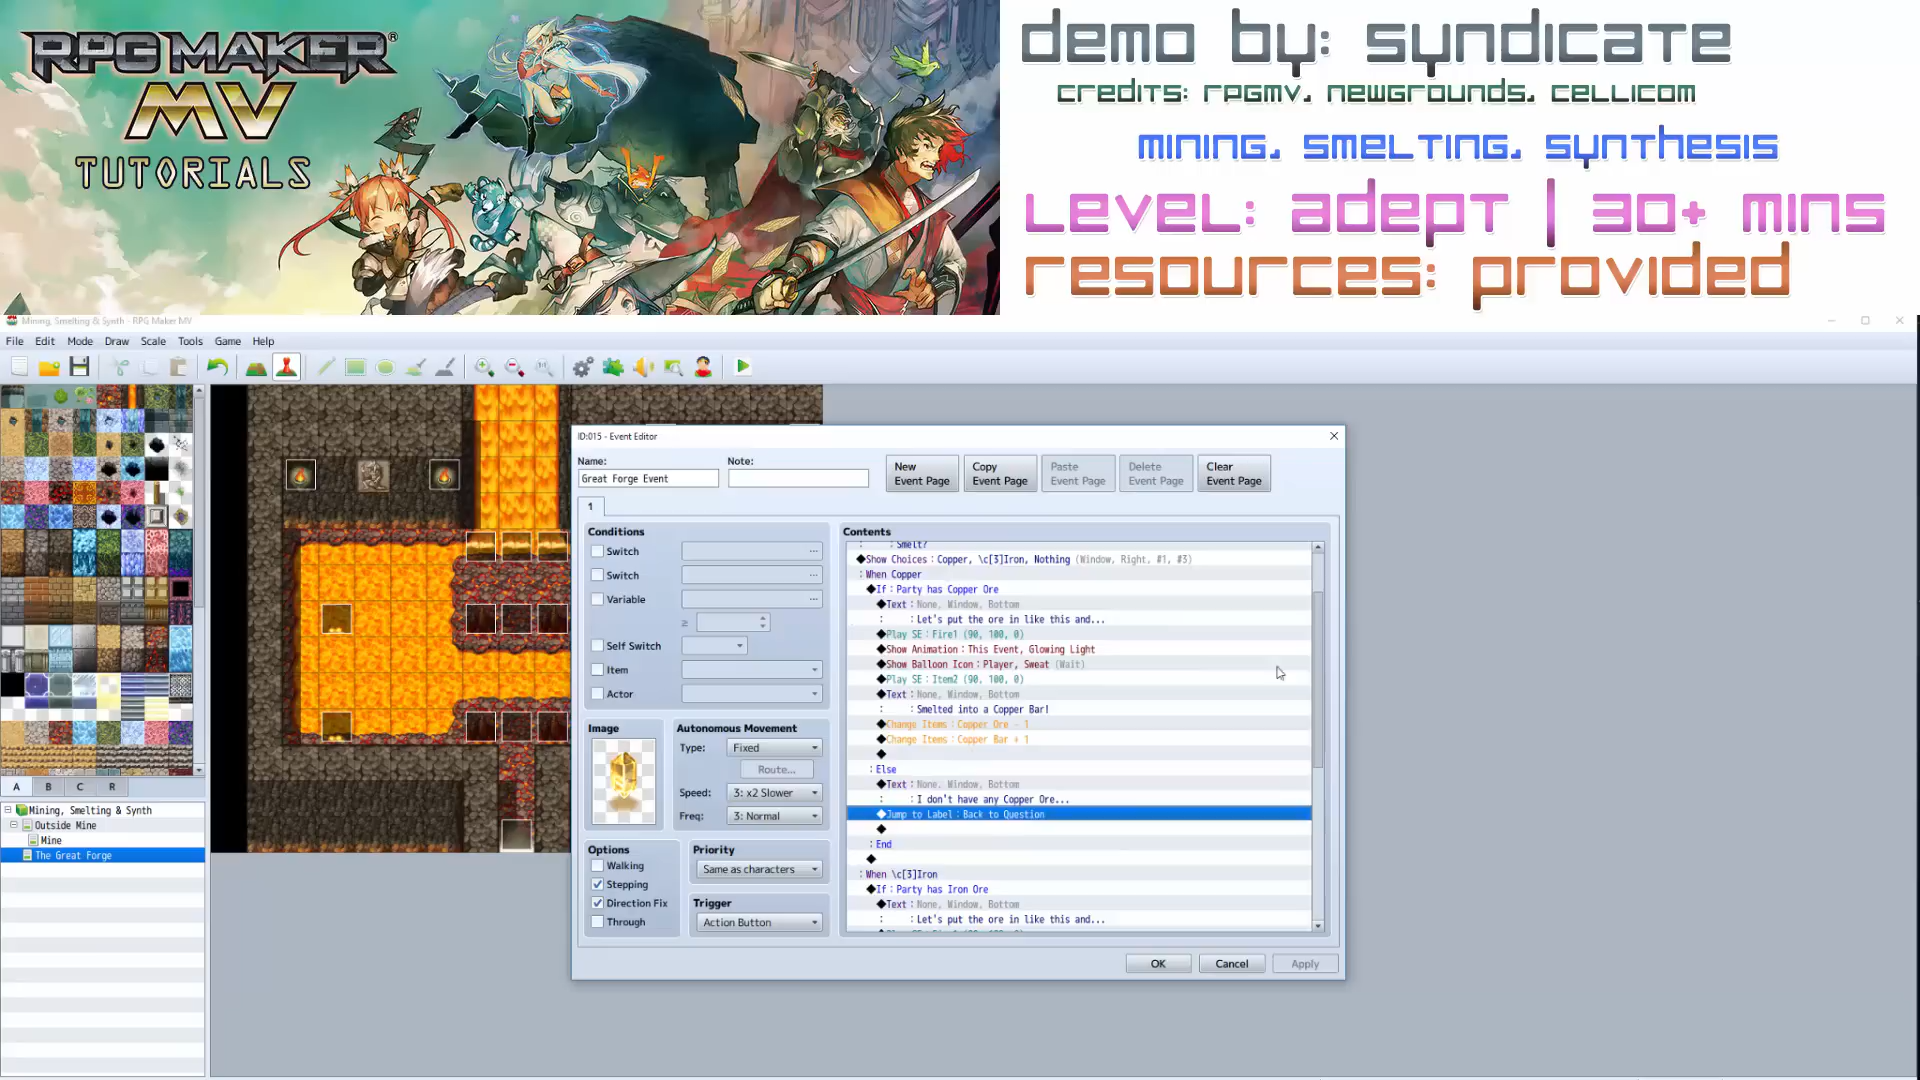 RPG MAKER
MV
TUTORIALS
demo by: syndicate
credits: rpgmv, newgrounds, cellicom
mining, smelting, synthesis
Level: adept | 30+ mins
resources: provided
Mining, Smelting & Synth - RPG Maker MV
File Edit Mode Draw Scale Tools Game Help
A B C R
Mining, Smelting & Synth
Outside Mine
Mine
The Great Forge
ID:015 - Event Editor
Name:
Great Forge Event
Note:
New Event Page
Copy Event Page
Paste Event Page
Delete Event Page
Clear Event Page
1
Conditions
Switch ...
Switch ...
Variable ...
≥
Self Switch
Item
Actor
Image
Autonomous Movement
Type: Fixed
Route...
Speed: 3: x2 Slower
Freq: 3: Normal
Options
Walking
Stepping
Direction Fix
Through
Priority
Same as characters
Trigger
Action Button
Contents
: : Smelt?
◆Show Choices : Copper, \c[3]Iron, Nothing (Window, Right, #1, #3)
: When Copper
◆If : Party has Copper Ore
◆Text : None, Window, Bottom
: : Let's put the ore in like this and...
◆Play SE : Fire1 (90, 100, 0)
◆Show Animation : This Event, Glowing Light
◆Show Balloon Icon : Player, Sweat (Wait)
◆Play SE : Item2 (90, 100, 0)
◆Text : None, Window, Bottom
: : Smelted into a Copper Bar!
◆Change Items : Copper Ore - 1
◆Change Items : Copper Bar + 1
◆
: Else
◆Text : None, Window, Bottom
: : I don't have any Copper Ore...
◆Jump to Label : Back to Question
◆
: End
◆
: When \c[3]Iron
◆If : Party has Iron Ore
◆Text : None, Window, Bottom
: : Let's put the ore in like this and...
OK
Cancel
Apply